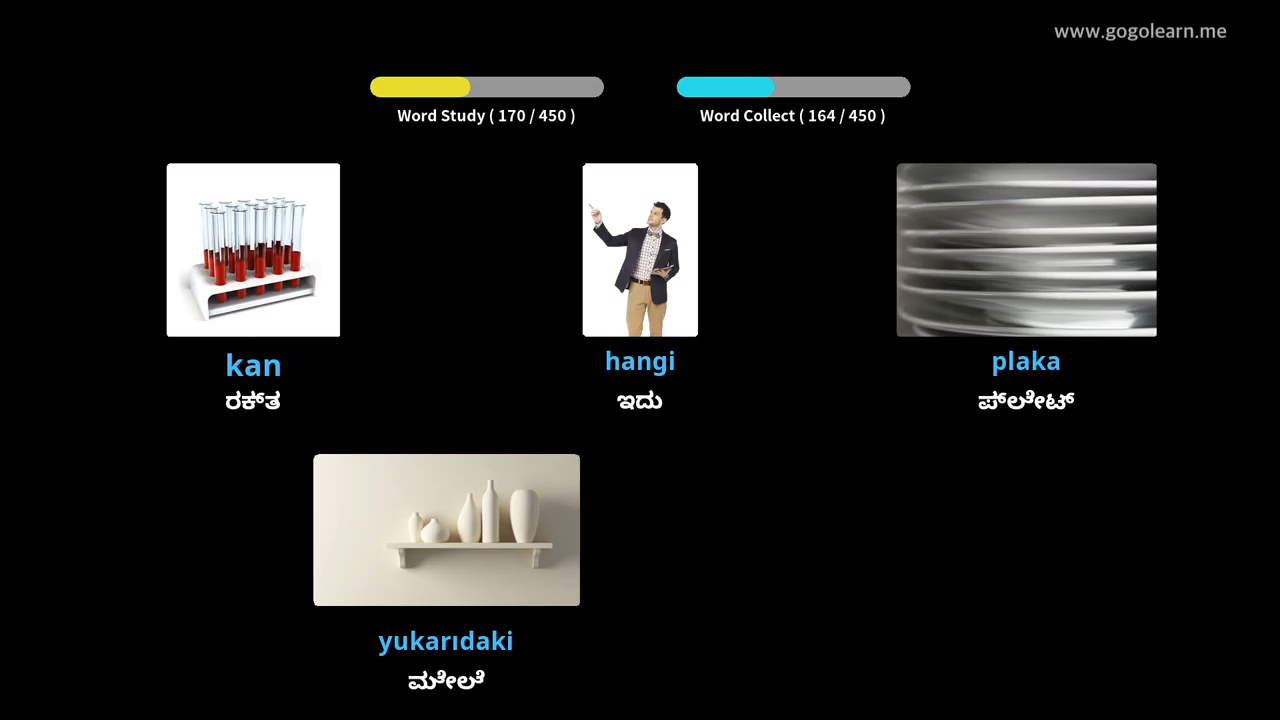 www.gogolearn.me
Word Study ( 170 / 450 )
Word Collect ( 164 / 450 )
kan
ರಕ್ತ
hangi
ಇದು
plaka
ಪ್ಲೇಟ್
yukarıdaki
ಮೇಲೆ